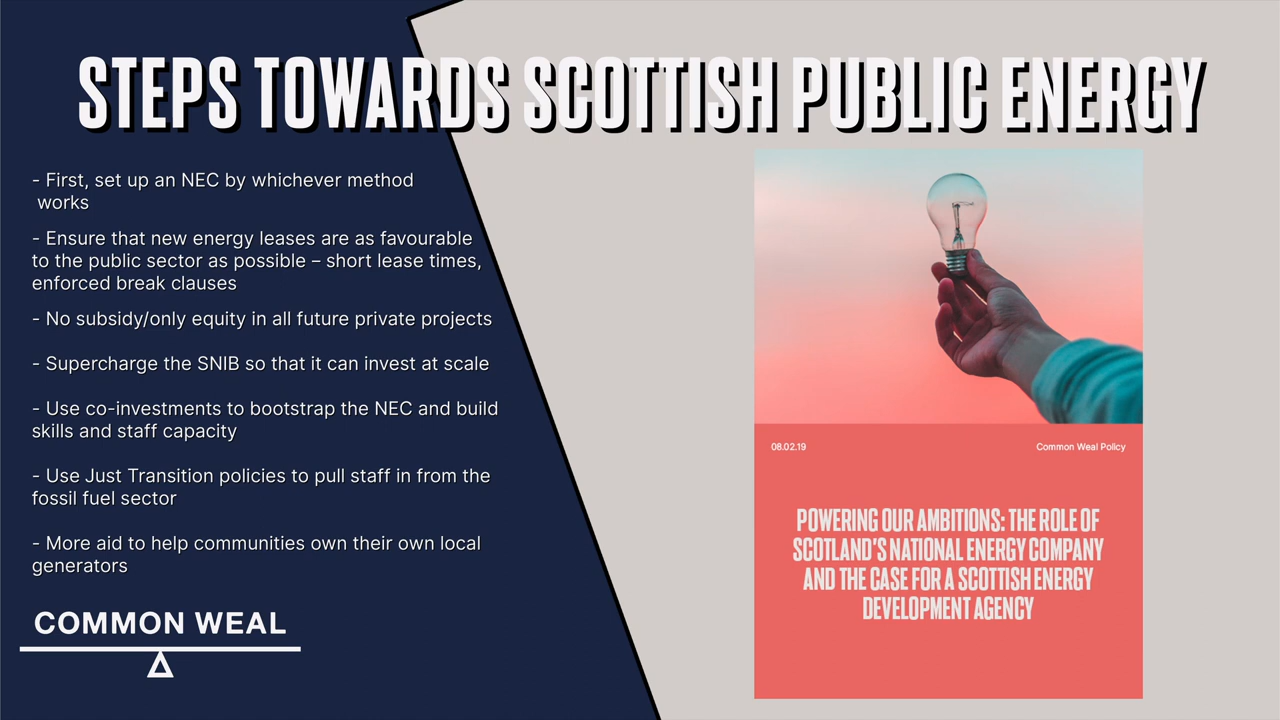 STEPS TOWARDS SCOTTISH PUBLIC ENERGY
- First, set up an NEC by whichever method
works
- Ensure that new energy leases are as favourable
to the public sector as possible – short lease times,
enforced break clauses
- No subsidy/only equity in all future private projects
- Supercharge the SNIB so that it can invest at scale
- Use co-investments to bootstrap the NEC and build
skills and staff capacity
- Use Just Transition policies to pull staff in from the
fossil fuel sector
- More aid to help communities own their own local
generators
COMMON WEAL
06.02.19
Common Weal Policy
POWERING OUR AMBITIONS: THE ROLE OF
SCOTLAND'S NATIONAL ENERGY COMPANY
AND THE CASE FOR A SCOTTISH ENERGY
DEVELOPMENT AGENCY